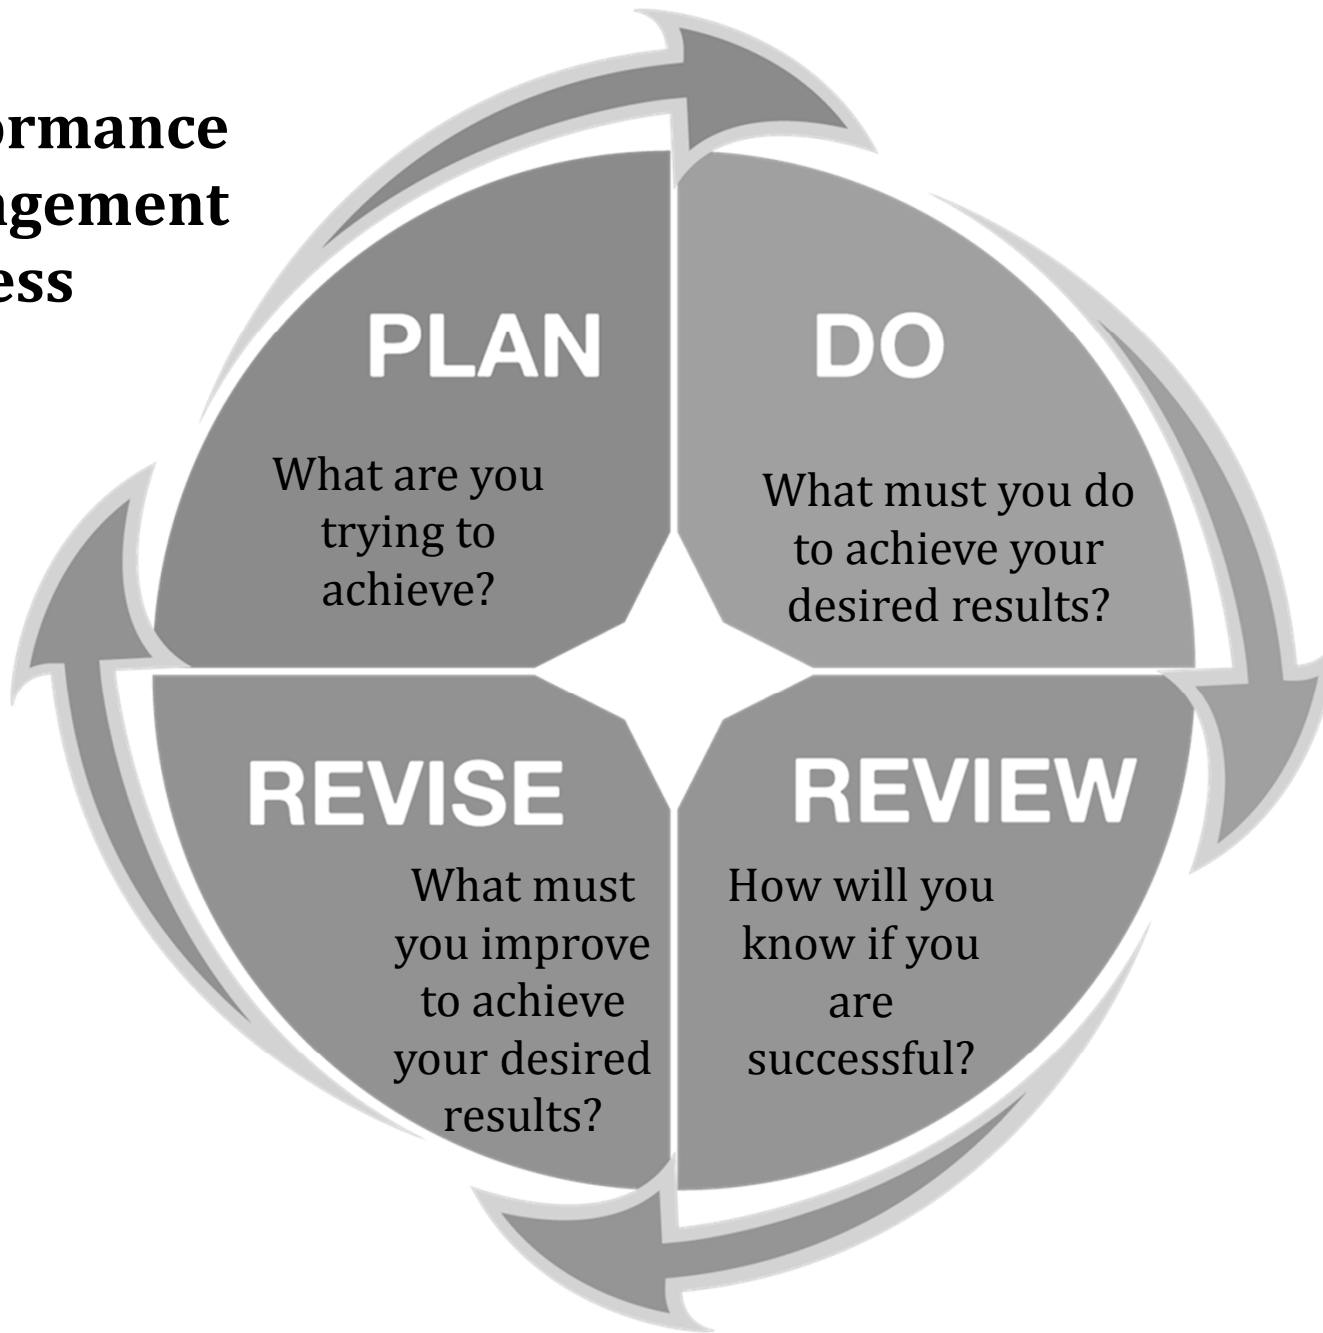 ormance
agement
ess
PLAN
What are you
trying to
achieve?
DO
What must you do
to achieve your
desired results?
REVISE
What must
you improve
to achieve
your desired
results?
REVIEW
How will you
know if you
are
successful?